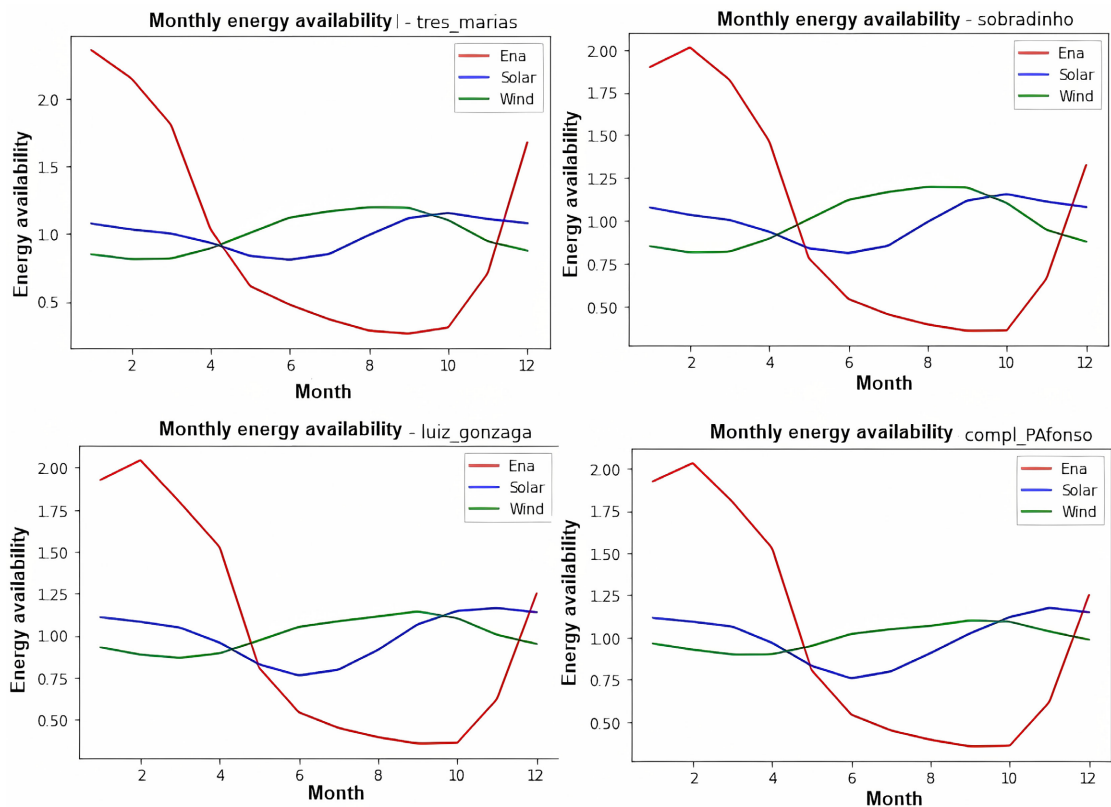 Monthly energy availability | - tres_marias
Ena
Solar
Wind
2.0
1.5
1.0
0.5
Energy availability
2 4 6 8 10 12
Month
Monthly energy availability - sobradinho
Ena
Solar
Wind
2.00
1.75
1.50
1.25
1.00
0.75
0.50
Energy availability
2 4 6 8 10 12
Month
Monthly energy availability - luiz_gonzaga
Ena
Solar
Wind
2.00
1.75
1.50
1.25
1.00
0.75
0.50
Energy availability
2 4 6 8 10 12
Month
Monthly energy availability compl_PAfonso
Ena
Solar
Wind
2.00
1.75
1.50
1.25
1.00
0.75
0.50
Energy availability
2 4 6 8 10 12
Month